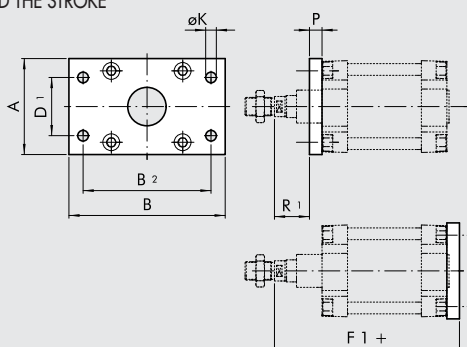 D THE STROKE
øK
P
A
D 1
B 2
B
R 1
F 1 +